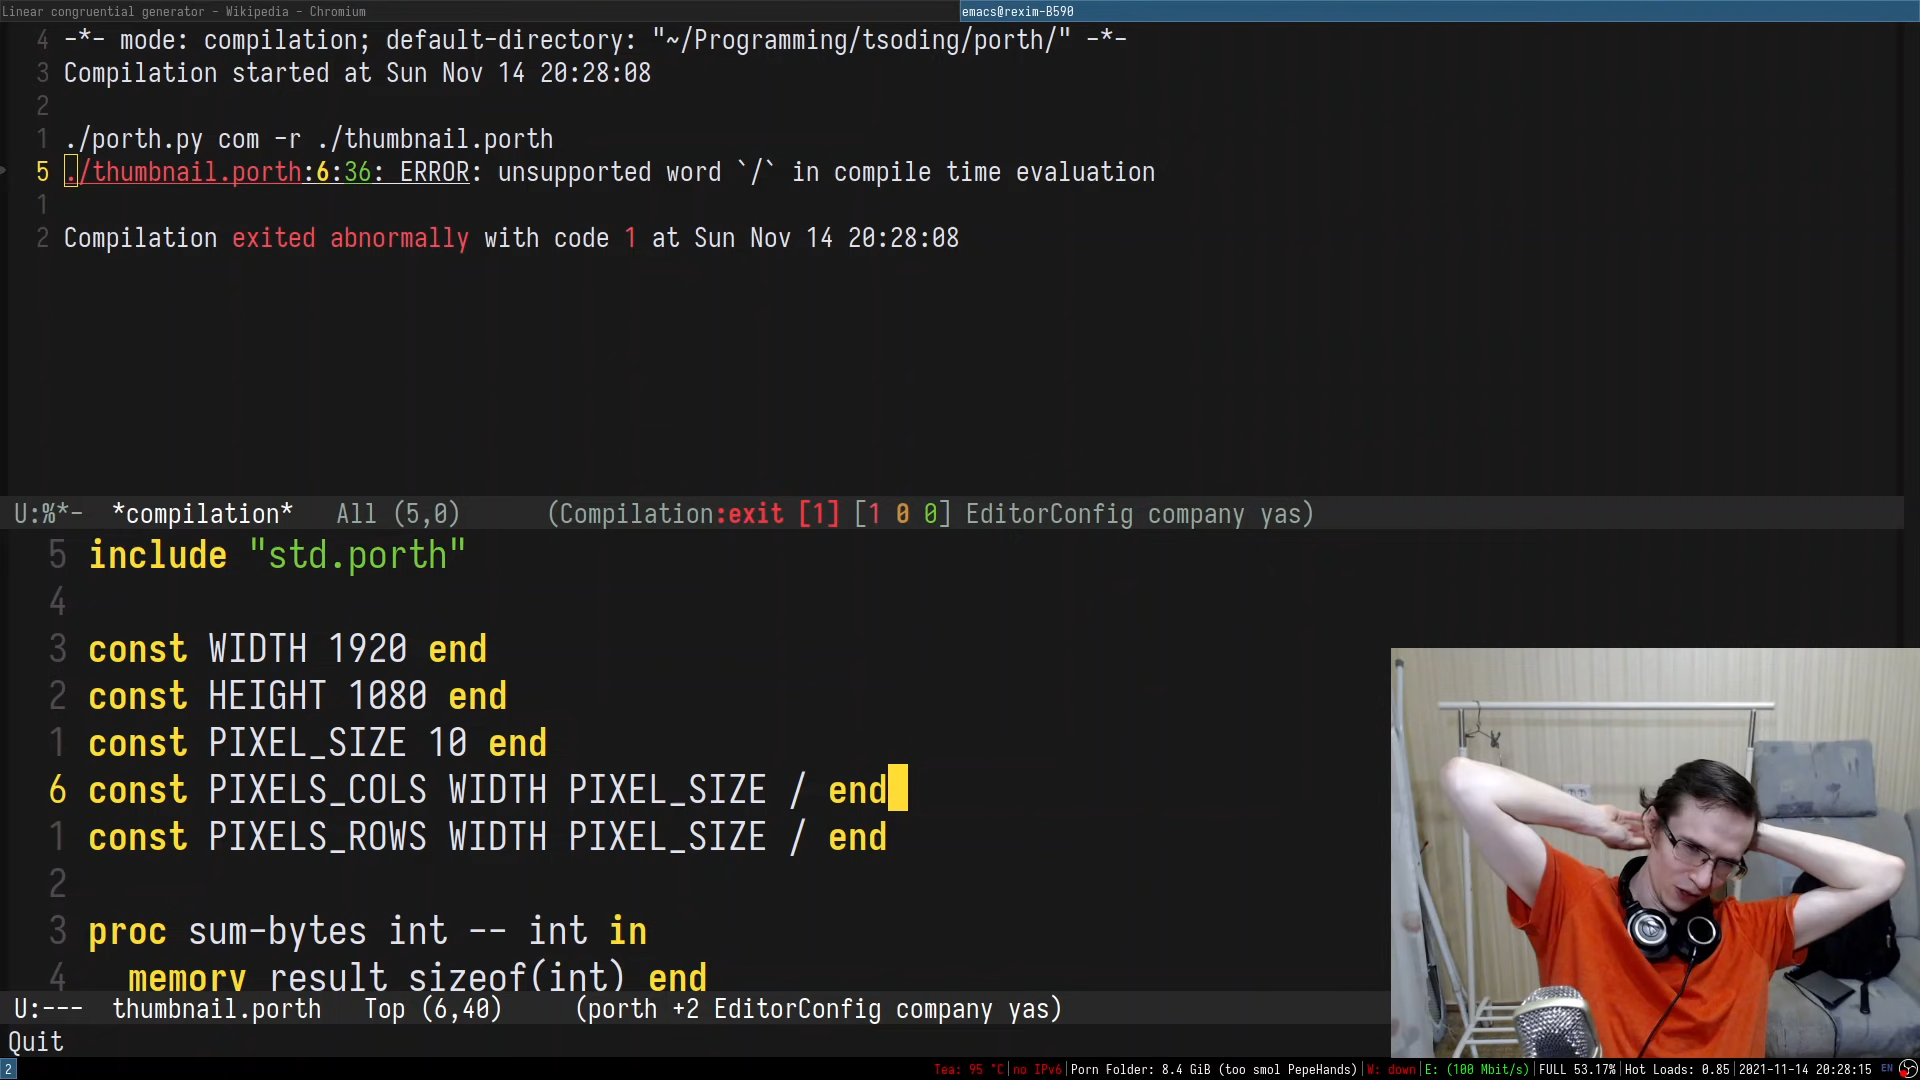 Linear congruential generator - Wikipedia - Chromium
emacs@rexim-B590
4 -*- mode: compilation; default-directory: "~/Programming/tsoding/porth/" -*-
3 Compilation started at Sun Nov 14 20:28:08
2
1 ./porth.py com -r ./thumbnail.porth
5 ./thumbnail.porth:6:36: ERROR: unsupported word `/` in compile time evaluation
1
2 Compilation exited abnormally with code 1 at Sun Nov 14 20:28:08
U:%*- *compilation* All (5,0) (Compilation:exit [1] [1 0 0] EditorConfig company yas)
5 include "std.porth"
4
3 const WIDTH 1920 end
2 const HEIGHT 1080 end
1 const PIXEL_SIZE 10 end
6 const PIXELS_COLS WIDTH PIXEL_SIZE / end
1 const PIXELS_ROWS WIDTH PIXEL_SIZE / end
2
3 proc sum-bytes int -- int in
4 memory result sizeof(int) end
U:--- thumbnail.porth Top (6,40) (porth +2 EditorConfig company yas)
Quit
2 Tea: 95 °C|no IPv6|Porn Folder: 8.4 GiB (too smol PepeHands)|W: down|E: (100 Mbit/s)|FULL 53.17%|Hot Loads: 0.85|2021-11-14 20:28:15 EN